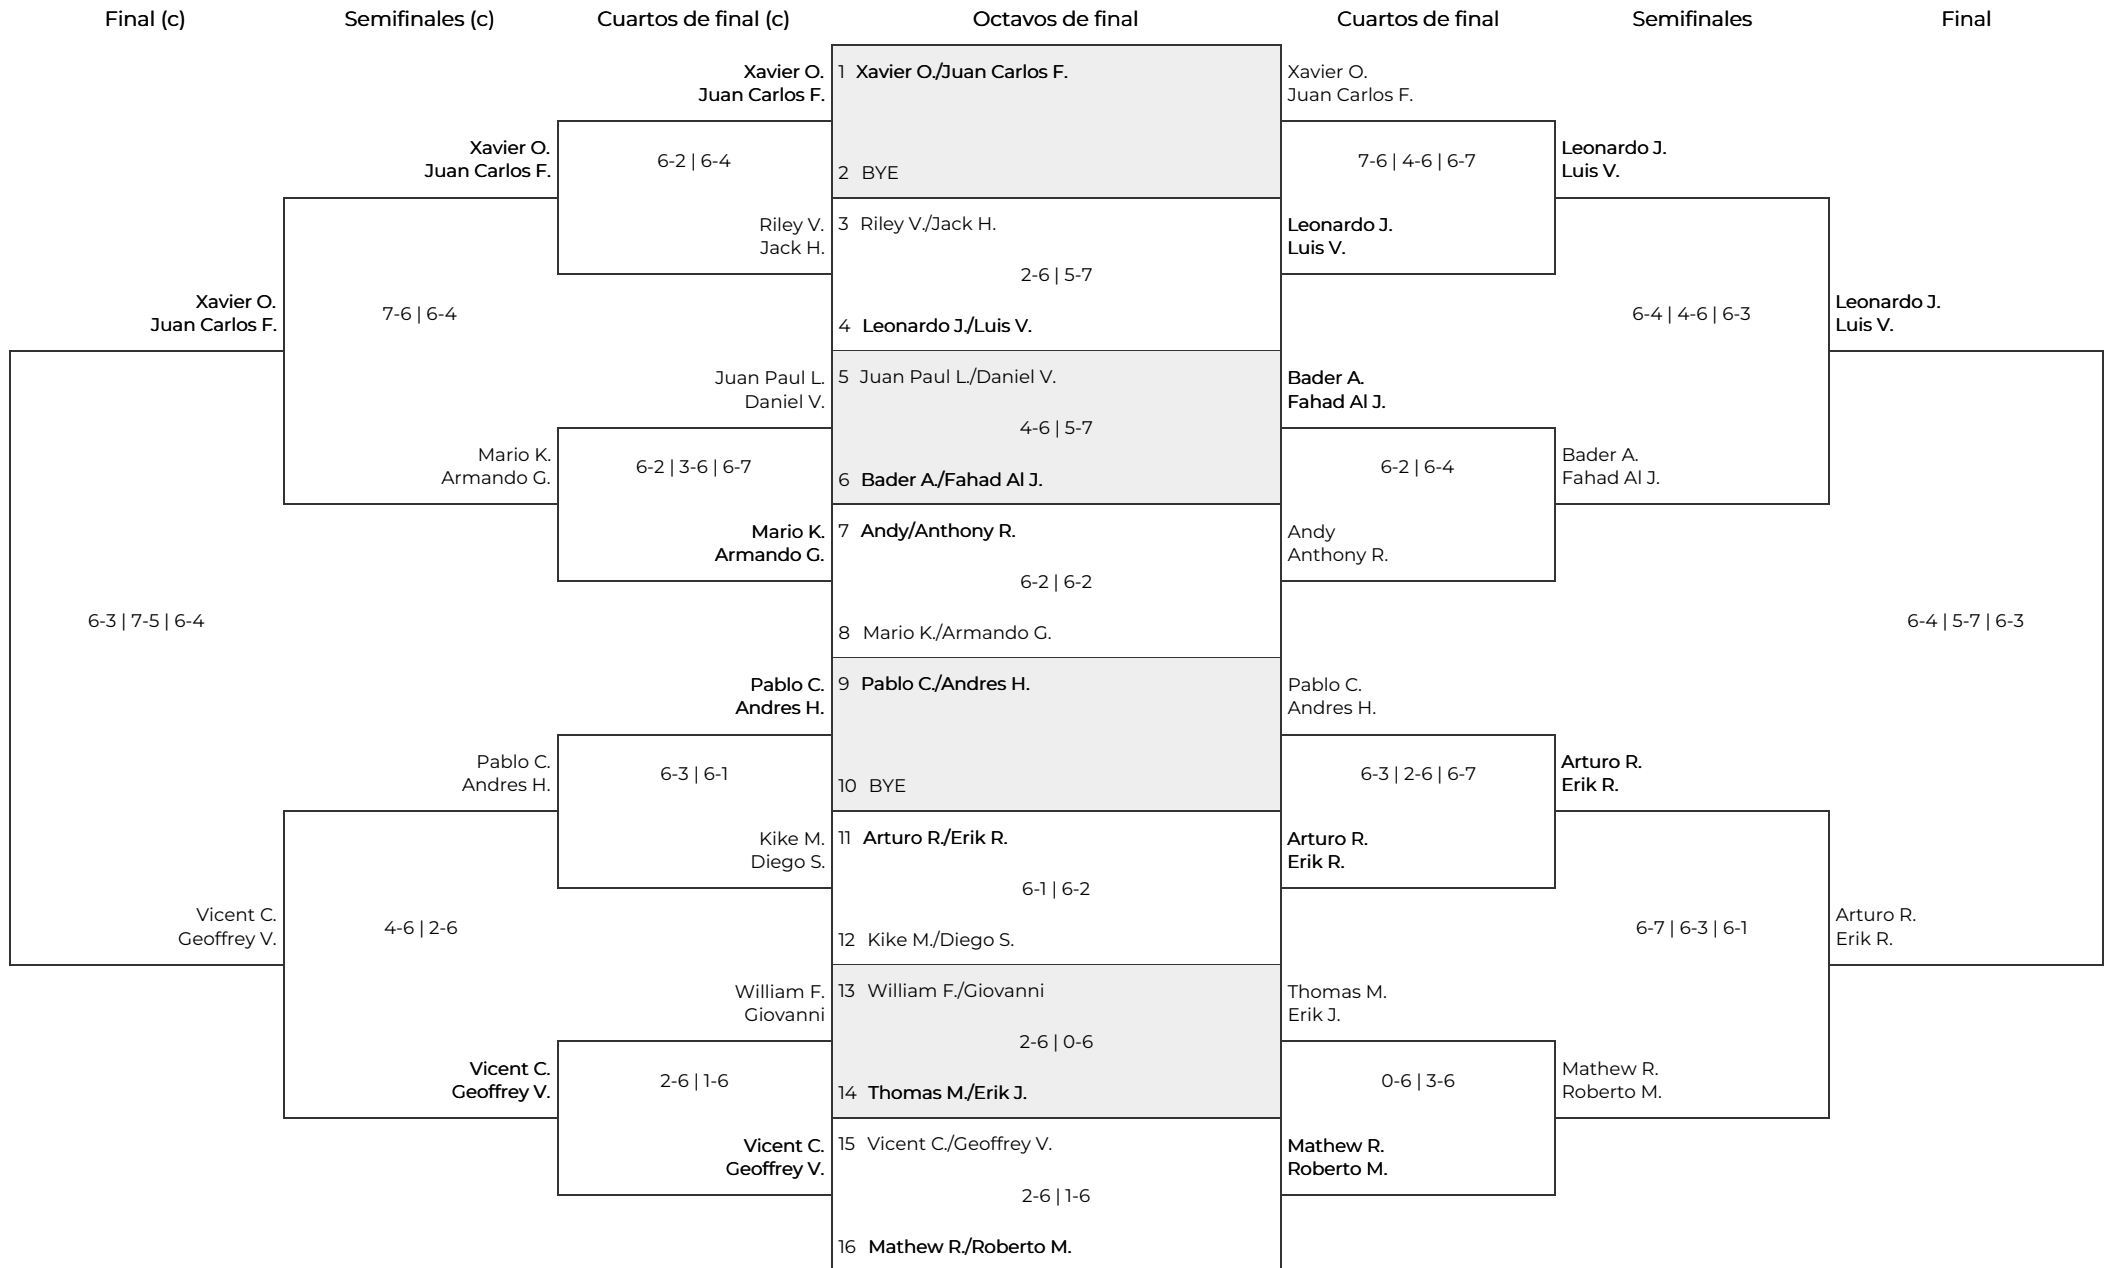 Final (c)
Semifinales (c)
Cuartos de final (c)
Octavos de final
Cuartos de final
Semifinales
Final
Xavier O.
Juan Carlos F.
6-3 | 7-5 | 6-4
Vicent C.
Geoffrey V.
Xavier O.
Juan Carlos F.
7-6 | 6-4
Mario K.
Armando G.
Pablo C.
Andres H.
4-6 | 2-6
Vicent C.
Geoffrey V.
Xavier O.
Juan Carlos F.
6-2 | 6-4
Riley V.
Jack H.
Juan Paul L.
Daniel V.
6-2 | 3-6 | 6-7
Mario K.
Armando G.
Pablo C.
Andres H.
6-3 | 6-1
Kike M.
Diego S.
William F.
Giovanni
2-6 | 1-6
Vicent C.
Geoffrey V.
1 Xavier O./Juan Carlos F.
2 BYE
3 Riley V./Jack H.
2-6 | 5-7
4 Leonardo J./Luis V.
5 Juan Paul L./Daniel V.
4-6 | 5-7
6 Bader A./Fahad Al J.
7 Andy/Anthony R.
6-2 | 6-2
8 Mario K./Armando G.
9 Pablo C./Andres H.
10 BYE
11 Arturo R./Erik R.
6-1 | 6-2
12 Kike M./Diego S.
13 William F./Giovanni
2-6 | 0-6
14 Thomas M./Erik J.
15 Vicent C./Geoffrey V.
2-6 | 1-6
16 Mathew R./Roberto M.
Xavier O.
Juan Carlos F.
7-6 | 4-6 | 6-7
Leonardo J.
Luis V.
Bader A.
Fahad Al J.
6-2 | 6-4
Andy
Anthony R.
Pablo C.
Andres H.
6-3 | 2-6 | 6-7
Arturo R.
Erik R.
Thomas M.
Erik J.
0-6 | 3-6
Mathew R.
Roberto M.
Leonardo J.
Luis V.
6-4 | 4-6 | 6-3
Bader A.
Fahad Al J.
Arturo R.
Erik R.
6-7 | 6-3 | 6-1
Mathew R.
Roberto M.
Leonardo J.
Luis V.
6-4 | 5-7 | 6-3
Arturo R.
Erik R.